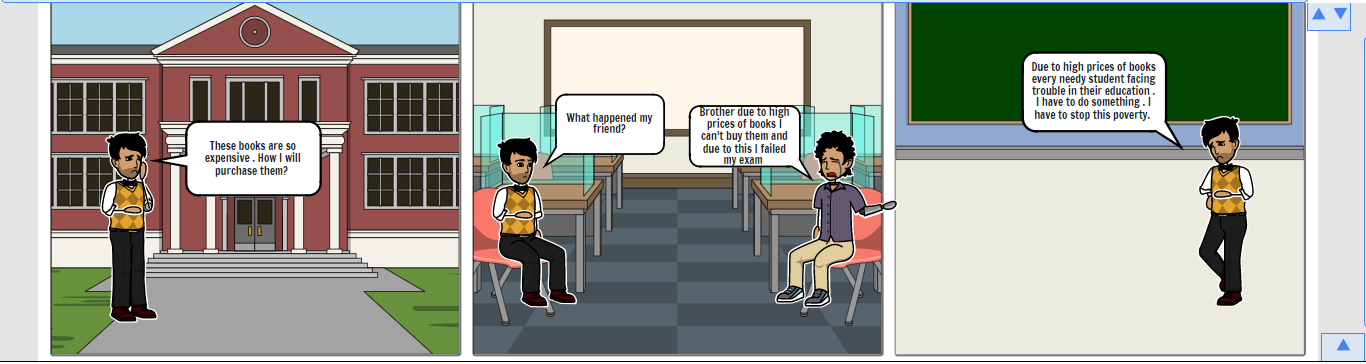 These books are so
expensive . How I will
purchase them?
What happened my
friend?
Brother due to high
prices of books I
can't buy them and
due to this I failed
my exam
Due to high prices of books
every needy student facing
trouble in their education .
I have to do something . I
have to stop this poverty.